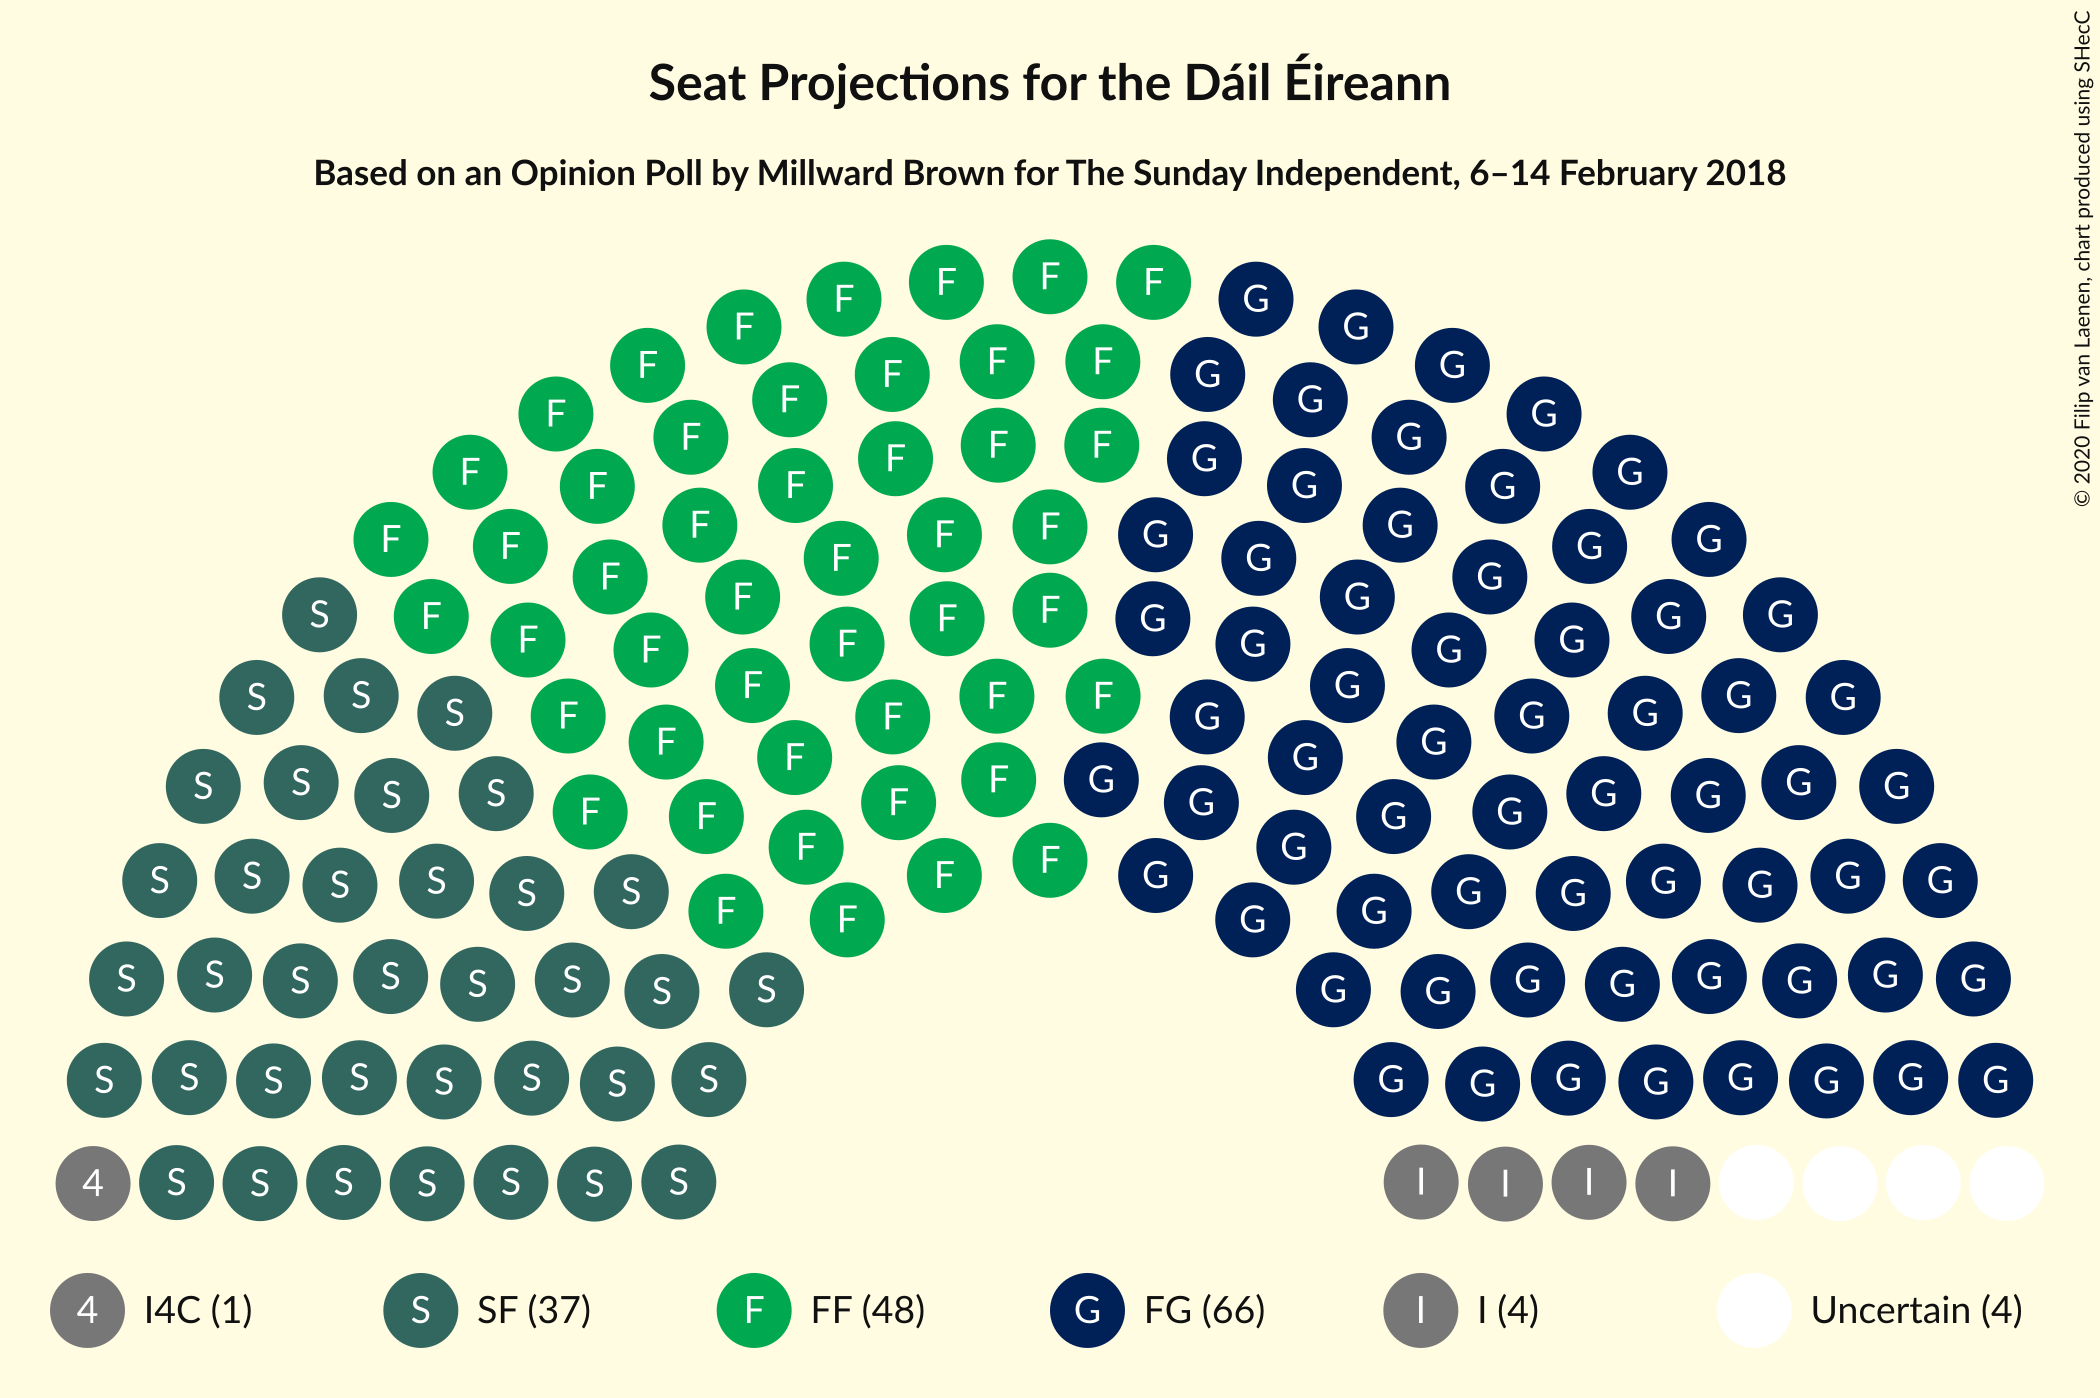 Seat Projections for the Dáil Éireann
Based on an Opinion Poll by Millward Brown for The Sunday Independent, 6–14 February 2018
© 2020 Filip van Laenen, chart produced using SHecC
F F F F F G G
F F F F F G G G G
F F F F F G G G G
F F F F F F G G G G
F F F F F F G G G G
S F F F F F F G G G G G G
S S S F F F F F F G G G G G G G
S S S S F F F F F G G G G G G G G
S S S S S S F F F F G G G G G G G G G
S S S S S S S S G G G G G G G G
S S S S S S S S G G G G G G G G
4 S S S S S S S I I I I
4 I4C (1) S SF (37) F FF (48) G FG (66) I I (4) Uncertain (4)